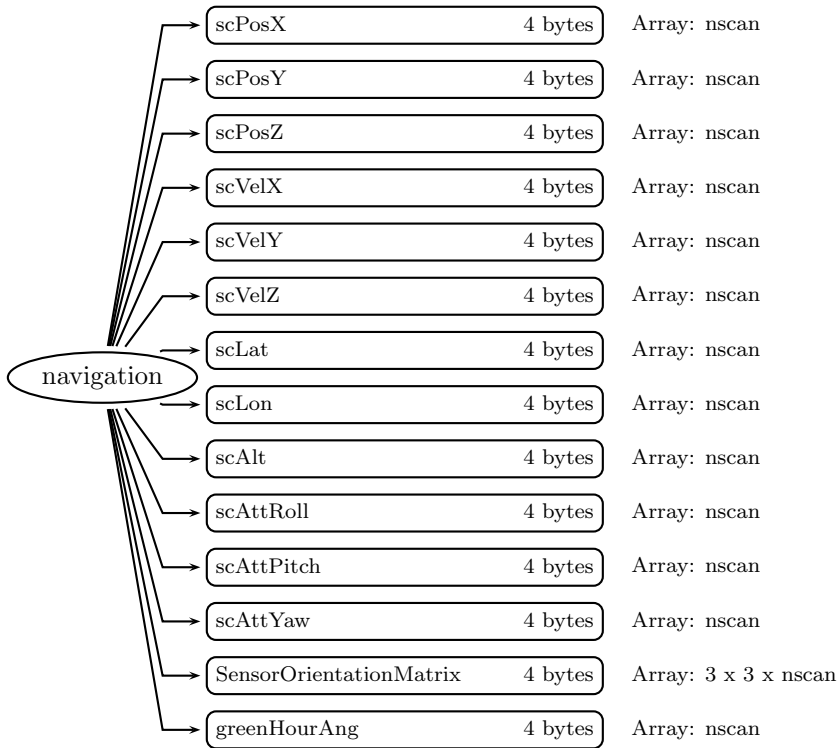 scPosX 4 bytes Array: nscan
scPosY 4 bytes Array: nscan
scPosZ 4 bytes Array: nscan
scVelX 4 bytes Array: nscan
scVelY 4 bytes Array: nscan
scVelZ 4 bytes Array: nscan
scLat 4 bytes Array: nscan
navigation
scLon 4 bytes Array: nscan
scAlt 4 bytes Array: nscan
scAttRoll 4 bytes Array: nscan
scAttPitch 4 bytes Array: nscan
scAttYaw 4 bytes Array: nscan
SensorOrientationMatrix 4 bytes Array: 3 x 3 x nscan
greenHourAng 4 bytes Array: nscan